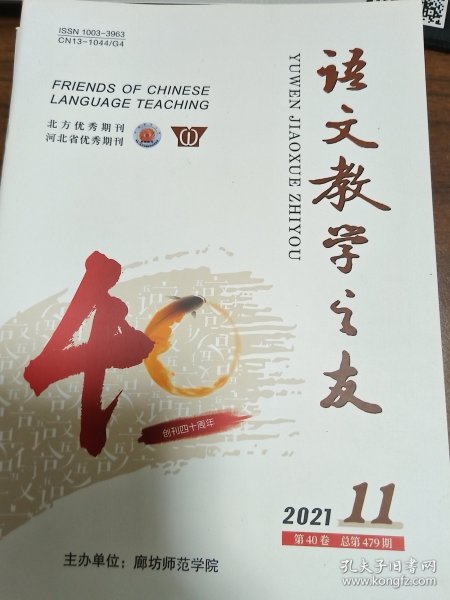 ISSN 1003-3963
CN13-1044/G4
FRIENDS OF CHINESE
LANGUAGE TEACHING
北方优秀期刊
河北省优秀期刊
语文教学之友
YUWEN JIAOXUE ZHIYOU
40
创刊四十周年
2021 11
第40卷 总第479期
主办单位：廊坊师范学院
孔夫子旧书网
www.kongfz.com